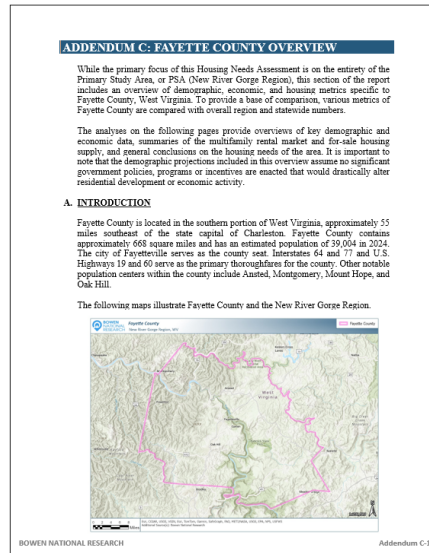 ADDENDUM C: FAYETTE COUNTY OVERVIEW
While the primary focus of this Housing Needs Assessment is on the entirety of the
Primary Study Area, or PSA (New River Gorge Region), this section of the report
includes an overview of demographic, economic, and housing metrics specific to
Fayette County, West Virginia. To provide a base of comparison, various metrics of
Fayette County are compared with overall region and statewide numbers.
The analyses on the following pages provide overviews of key demographic and
economic data, summaries of the multifamily rental market and for-sale housing
supply, and general conclusions on the housing needs of the area. It is important to
note that the demographic projections included in this overview assume no significant
government policies, programs or incentives are enacted that would drastically alter
residential development or economic activity.
A. INTRODUCTION
Fayette County is located in the southern portion of West Virginia, approximately 55
miles southeast of the state capital of Charleston. Fayette County contains
approximately 668 square miles and has an estimated population of 39,004 in 2024.
The city of Fayetteville serves as the county seat. Interstates 64 and 77 and U.S.
Highways 19 and 60 serve as the primary thoroughfares for the county. Other notable
population centers within the county include Ansted, Montgomery, Mount Hope, and
Oak Hill.
The following maps illustrate Fayette County and the New River Gorge Region.
BOWEN NATIONAL RESEARCH
Fayette County
New River Gorge Region, WV
Fayette County
West Virginia
Miles
BOWEN NATIONAL RESEARCH
Addendum C-1